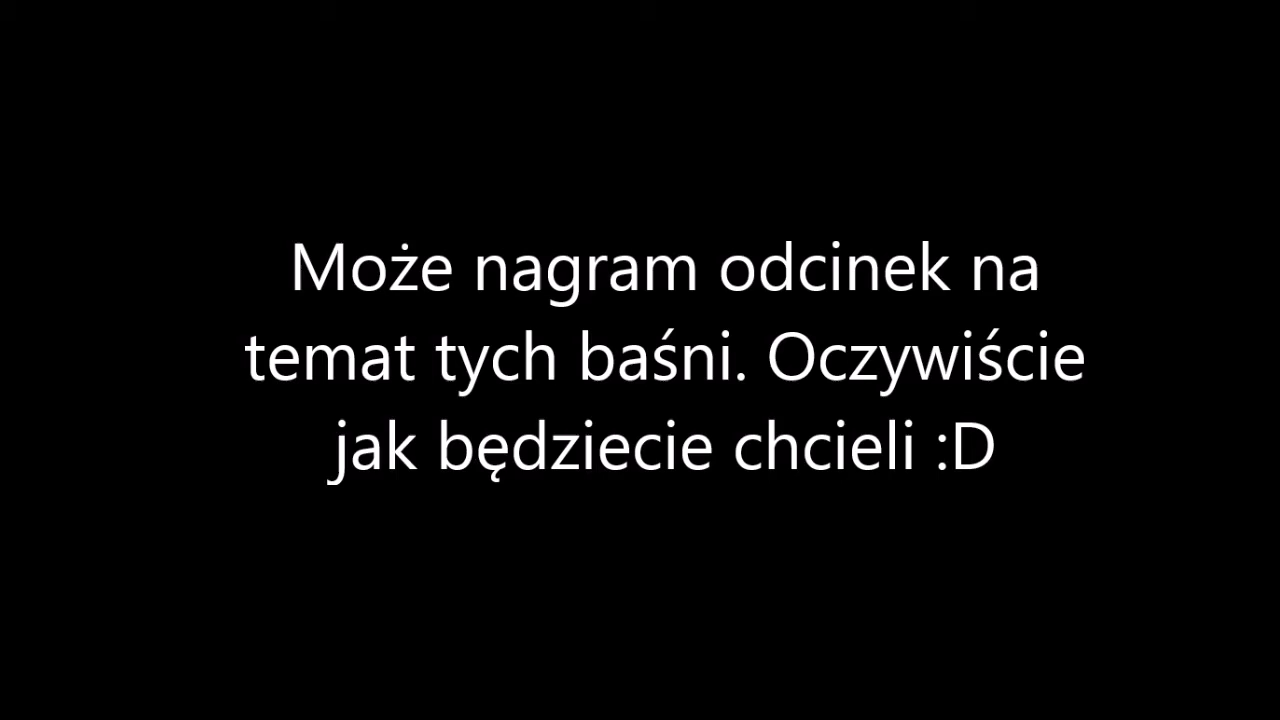 Może nagram odcinek na
temat tych baśni. Oczywiście
jak będziecie chcieli :D